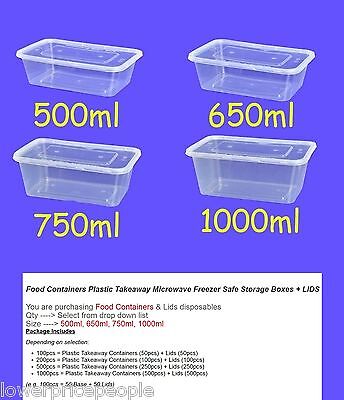 500ml
650ml
750ml
1000ml
Food Containers Plastic Takeaway Microwave Freezer Safe Storage Boxes + LIDS
You are purchasing Food Containers & Lids disposables
Qty ----> Select from drop down list
Size ----> 500ml, 650ml, 750ml, 1000ml
Package Includes
Depending on selection:
• 100pcs = Plastic Takeaway Containers (50pcs) + Lids (50pcs)
• 200pcs = Plastic Takeaway Containers (100pcs) + Lids (100pcs)
• 500pcs = Plastic Takeaway Containers (250pcs) + Lids (250pcs)
• 1000pcs = Plastic Takeaway Containers (500pcs) + Lids (500pcs)
(e.g. 100pcs = 50 Base + 50 Lids)
lowerpricepeople